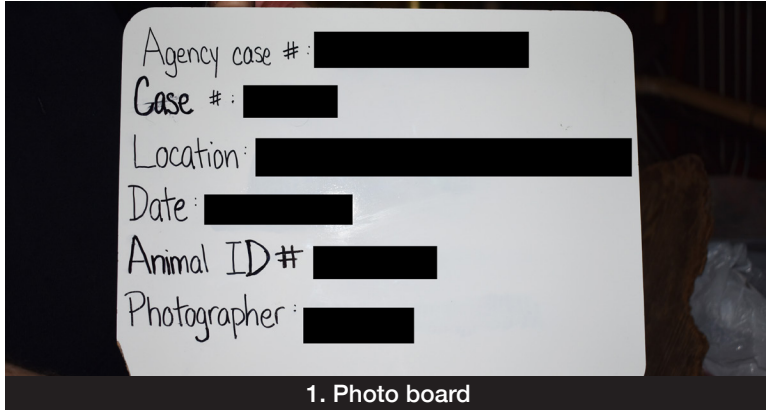 Agency case #:
Case #:
Location:
Date:
Animal ID #
Photographer:
1. Photo board